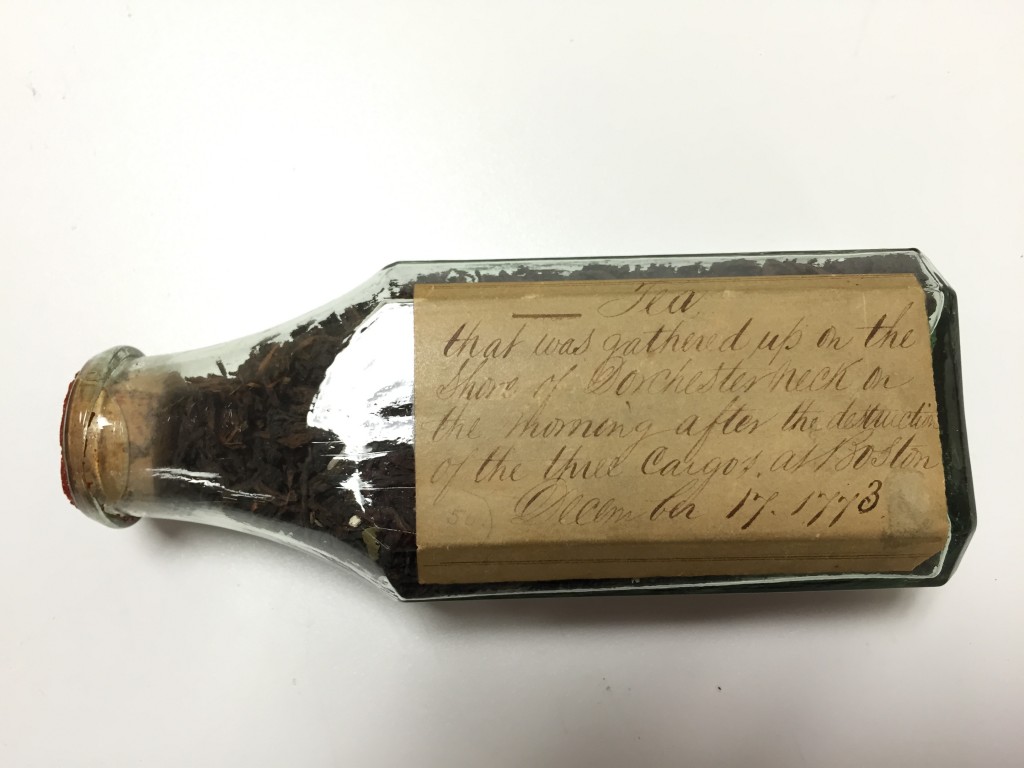 Tea
that was gathered up on the
Shore of Dorchester neck on
the morning after the destruction
of the three Cargos at Boston
December 17. 1773